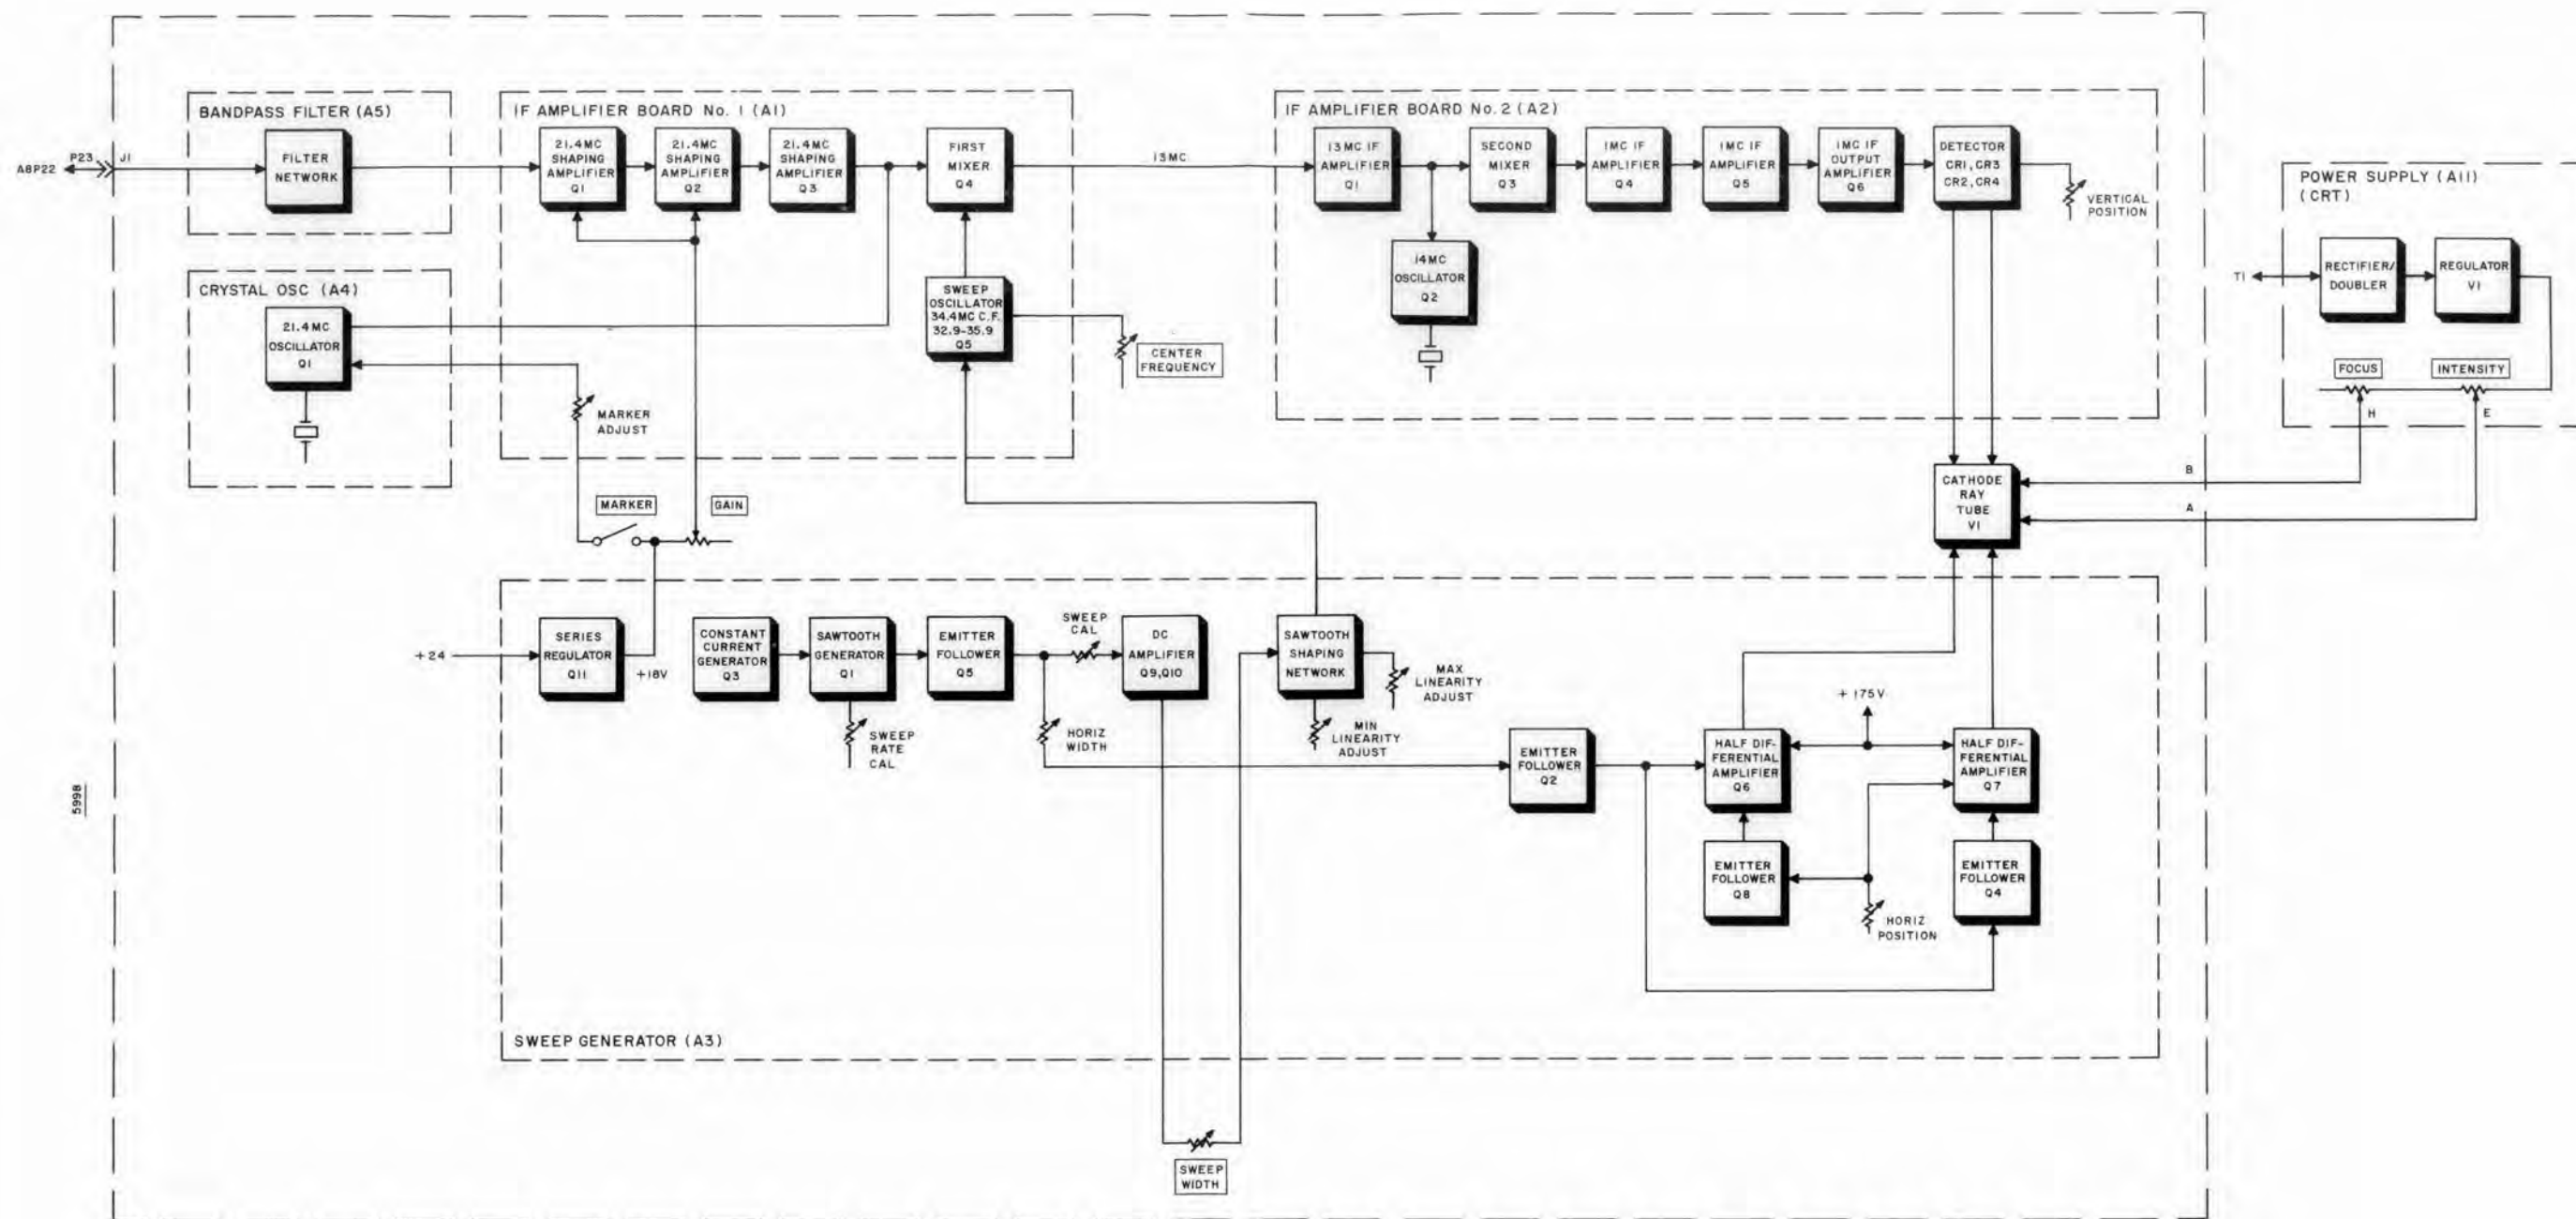 BANDPASS FILTER (A5)
A8P22
P23
J1
FILTER
NETWORK
CRYSTAL OSC (A4)
21.4MC
OSCILLATOR
Q1
IF AMPLIFIER BOARD No. 1 (A1)
21.4MC
SHAPING
AMPLIFIER
Q1
21.4MC
SHAPING
AMPLIFIER
Q2
21.4MC
SHAPING
AMPLIFIER
Q3
FIRST
MIXER
Q4
SWEEP
OSCILLATOR
34.4MC C.F.
32.9-35.9
Q5
CENTER
FREQUENCY
MARKER
ADJUST
MARKER
GAIN
13MC
IF AMPLIFIER BOARD No.2 (A2)
13MC IF
AMPLIFIER
Q1
SECOND
MIXER
Q3
1MC IF
AMPLIFIER
Q4
1MC IF
AMPLIFIER
Q5
1MC IF
OUTPUT
AMPLIFIER
Q6
DETECTOR
CR1, CR3
CR2, CR4
VERTICAL
POSITION
14MC
OSCILLATOR
Q2
POWER SUPPLY (A11)
(CRT)
T1
RECTIFIER/
DOUBLER
REGULATOR
V1
FOCUS
INTENSITY
H
E
B
A
CATHODE
RAY
TUBE
V1
+24
SERIES
REGULATOR
Q11
+18V
CONSTANT
CURRENT
GENERATOR
Q3
SAWTOOTH
GENERATOR
Q1
SWEEP
RATE
CAL
EMITTER
FOLLOWER
Q5
SWEEP
CAL
HORIZ
WIDTH
DC
AMPLIFIER
Q9,Q10
SAWTOOTH
SHAPING
NETWORK
MAX
LINEARITY
ADJUST
MIN
LINEARITY
ADJUST
EMITTER
FOLLOWER
Q2
HALF DIF-
FERENTIAL
AMPLIFIER
Q6
+ 175V
HALF DIF-
FERENTIAL
AMPLIFIER
Q7
EMITTER
FOLLOWER
Q8
HORIZ
POSITION
EMITTER
FOLLOWER
Q4
SWEEP GENERATOR (A3)
SWEEP
WIDTH
5998